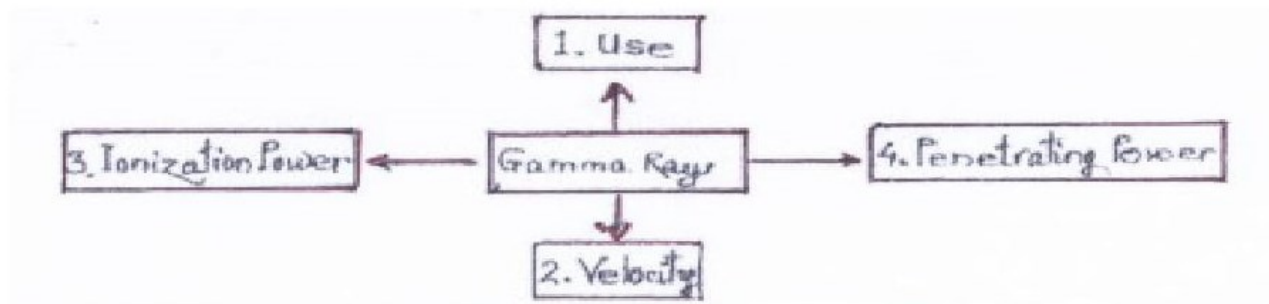 1. Use
3. Ionization Power
Gamma Rays
4. Penetrating Power
2. Velocity